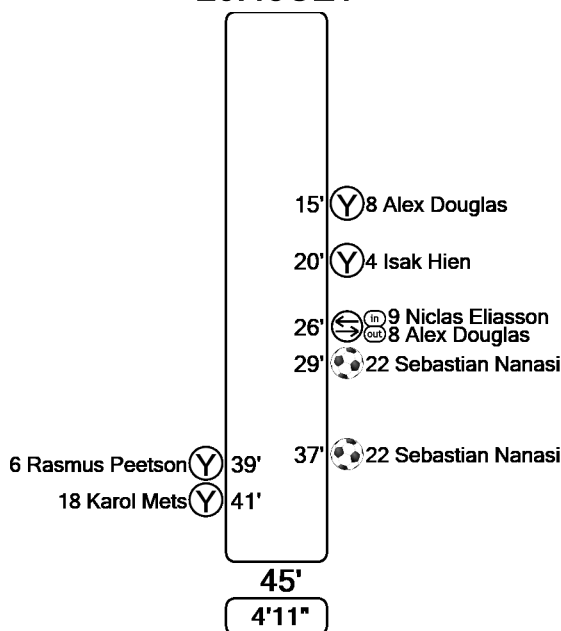 15' Y 8 Alex Douglas
20' Y 4 Isak Hien
26' in 9 Niclas Eliasson
out 8 Alex Douglas
29' 22 Sebastian Nanasi
37' 22 Sebastian Nanasi
6 Rasmus Peetson Y 39'
18 Karol Mets Y 41'
45'
4'11"